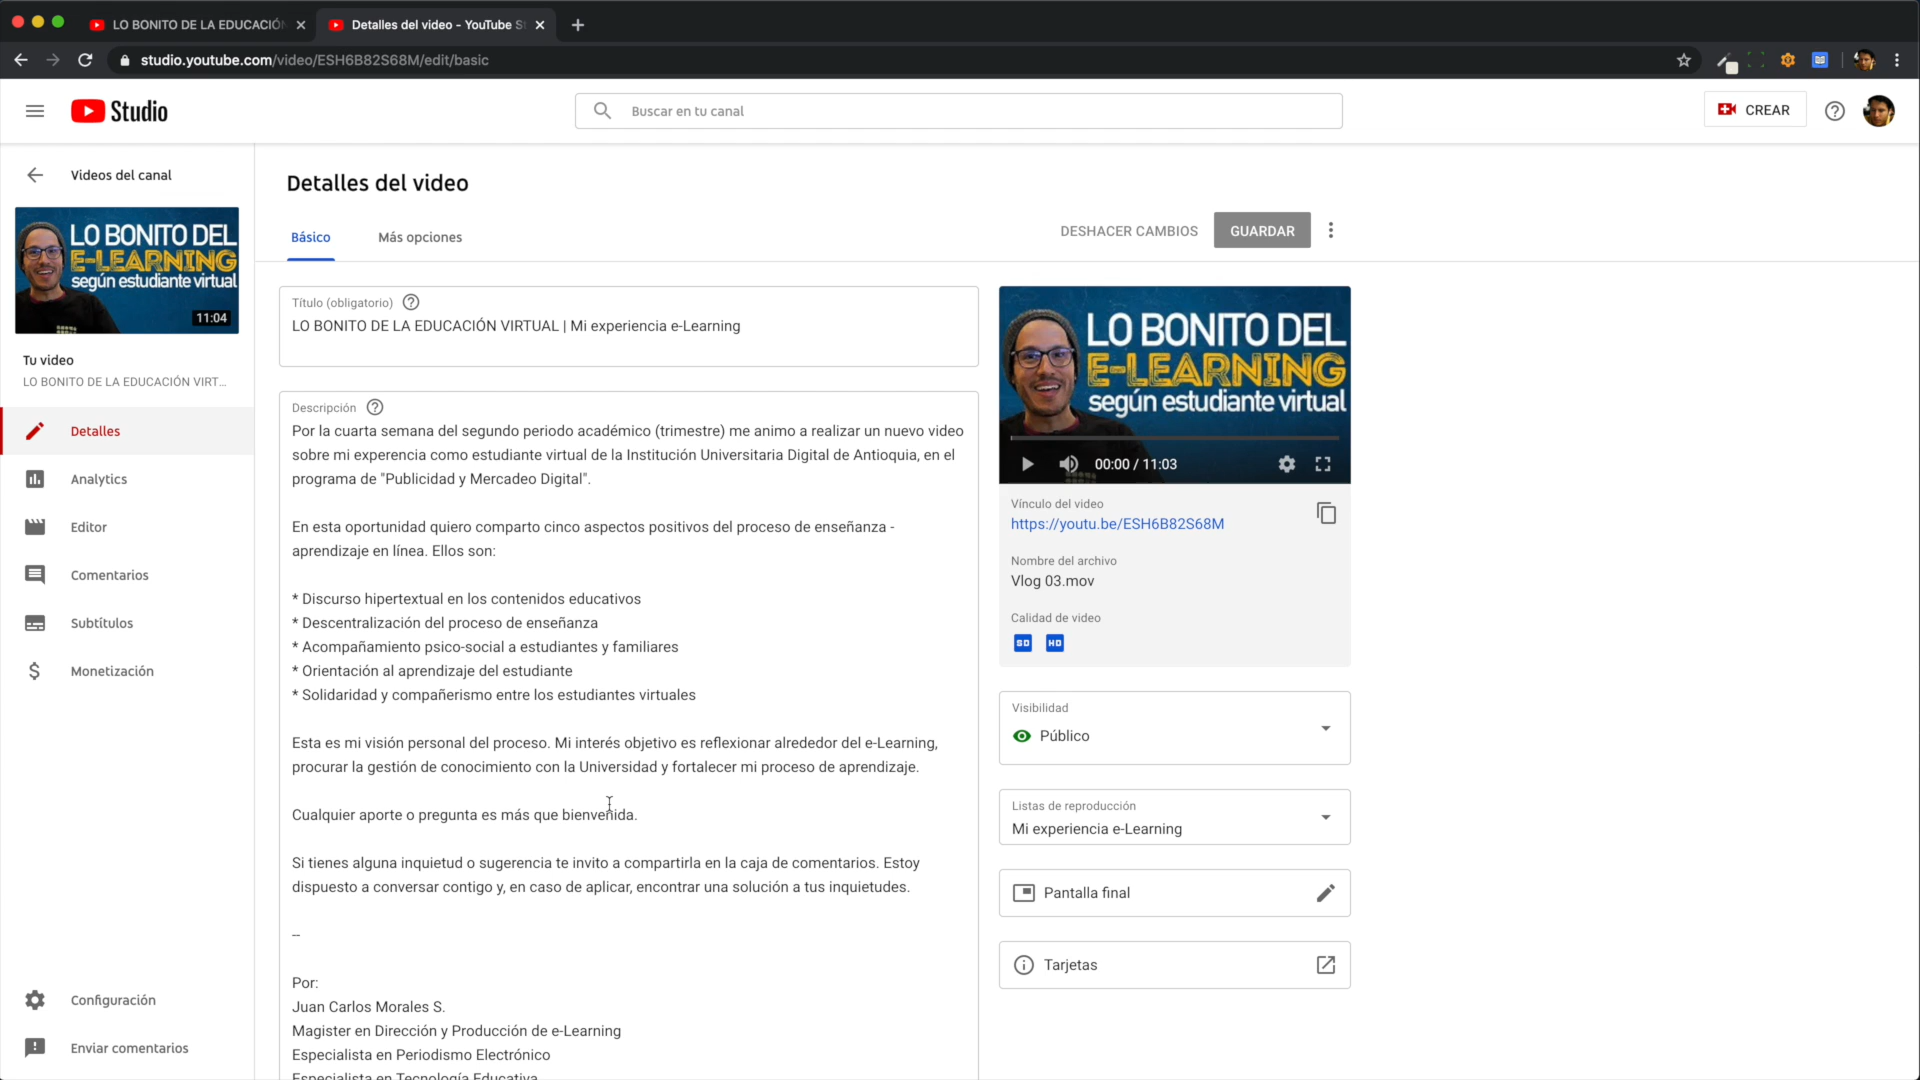 LO BONITO DE LA EDUCACIÓN
Detalles del video - YouTube S
studio.youtube.com/video/ESH6B82S68M/edit/basic
Studio
Buscar en tu canal
CREAR
Videos del canal
LO BONITO DEL
E-LEARNING
según estudiante virtual
11:04
Tu video
LO BONITO DE LA EDUCACIÓN VIRT...
Detalles
Analytics
Editor
Comentarios
Subtítulos
Monetización
Configuración
Enviar comentarios
Detalles del video
Básico
Más opciones
DESHACER CAMBIOS
GUARDAR
Título (obligatorio)
LO BONITO DE LA EDUCACIÓN VIRTUAL | Mi experiencia e-Learning
Descripción
Por la cuarta semana del segundo periodo académico (trimestre) me animo a realizar un nuevo video
sobre mi experencia como estudiante virtual de la Institución Universitaria Digital de Antioquia, en el
programa de "Publicidad y Mercadeo Digital".
En esta oportunidad quiero comparto cinco aspectos positivos del proceso de enseñanza -
aprendizaje en línea. Ellos son:
* Discurso hipertextual en los contenidos educativos
* Descentralización del proceso de enseñanza
* Acompañamiento psico-social a estudiantes y familiares
* Orientación al aprendizaje del estudiante
* Solidaridad y compañerismo entre los estudiantes virtuales
Esta es mi visión personal del proceso. Mi interés objetivo es reflexionar alrededor del e-Learning,
procurar la gestión de conocimiento con la Universidad y fortalecer mi proceso de aprendizaje.
Cualquier aporte o pregunta es más que bienvenida.
Si tienes alguna inquietud o sugerencia te invito a compartirla en la caja de comentarios. Estoy
dispuesto a conversar contigo y, en caso de aplicar, encontrar una solución a tus inquietudes.
--
Por:
Juan Carlos Morales S.
Magister en Dirección y Producción de e-Learning
Especialista en Periodismo Electrónico
Especialista en Tecnología Educativa
LO BONITO DEL
E-LEARNING
según estudiante virtual
00:00 / 11:03
Vínculo del video
https://youtu.be/ESH6B82S68M
Nombre del archivo
Vlog 03.mov
Calidad de video
SD HD
Visibilidad
Público
Listas de reproducción
Mi experiencia e-Learning
Pantalla final
Tarjetas